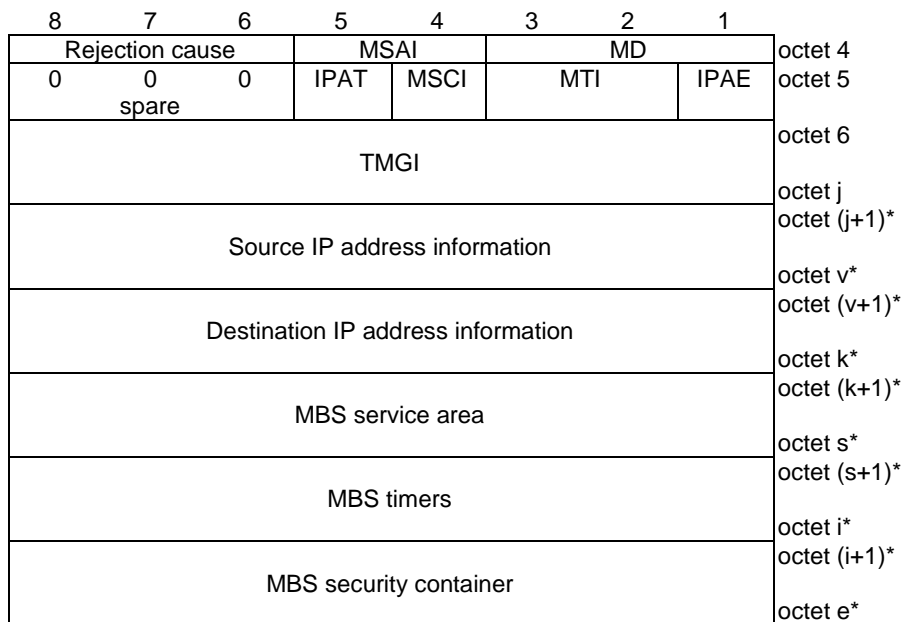 8 7 6 5 4 3 2 1
Rejection cause MSAI MD octet 4
0 0 0 IPAT MSCI MTI IPAE octet 5
spare
octet 6
TMGI
octet j
octet (j+1)*
Source IP address information
octet v*
octet (v+1)*
Destination IP address information
octet k*
octet (k+1)*
MBS service area
octet s*
octet (s+1)*
MBS timers
octet i*
octet (i+1)*
MBS security container
octet e*